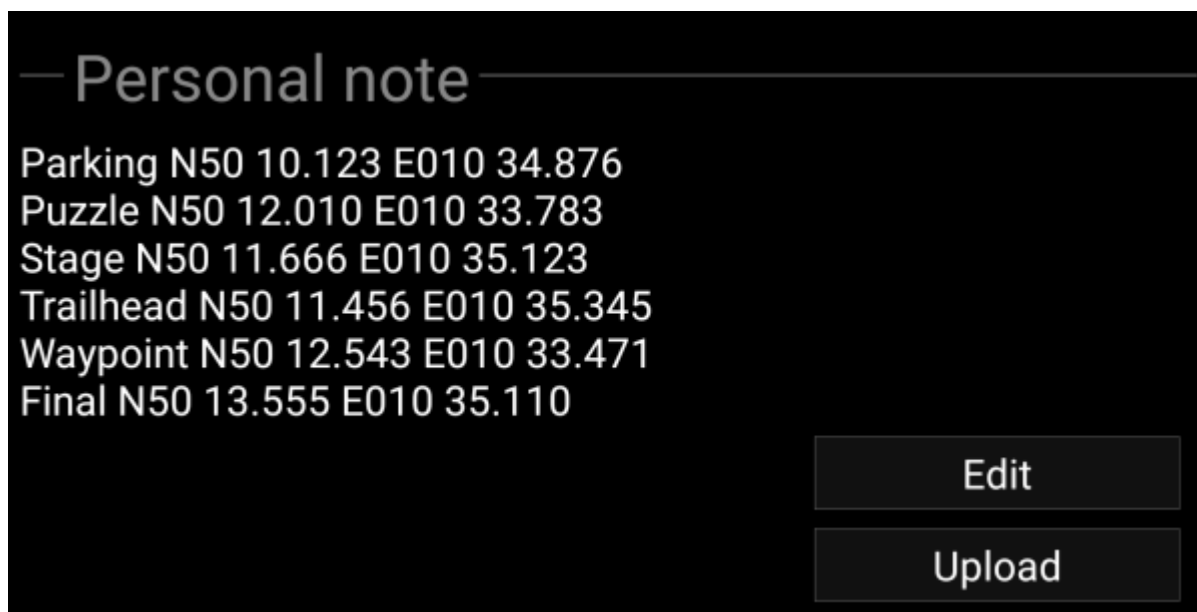 Personal note
Parking N50 10.123 E010 34.876
Puzzle N50 12.010 E010 33.783
Stage N50 11.666 E010 35.123
Trailhead N50 11.456 E010 35.345
Waypoint N50 12.543 E010 33.471
Final N50 13.555 E010 35.110
Edit
Upload